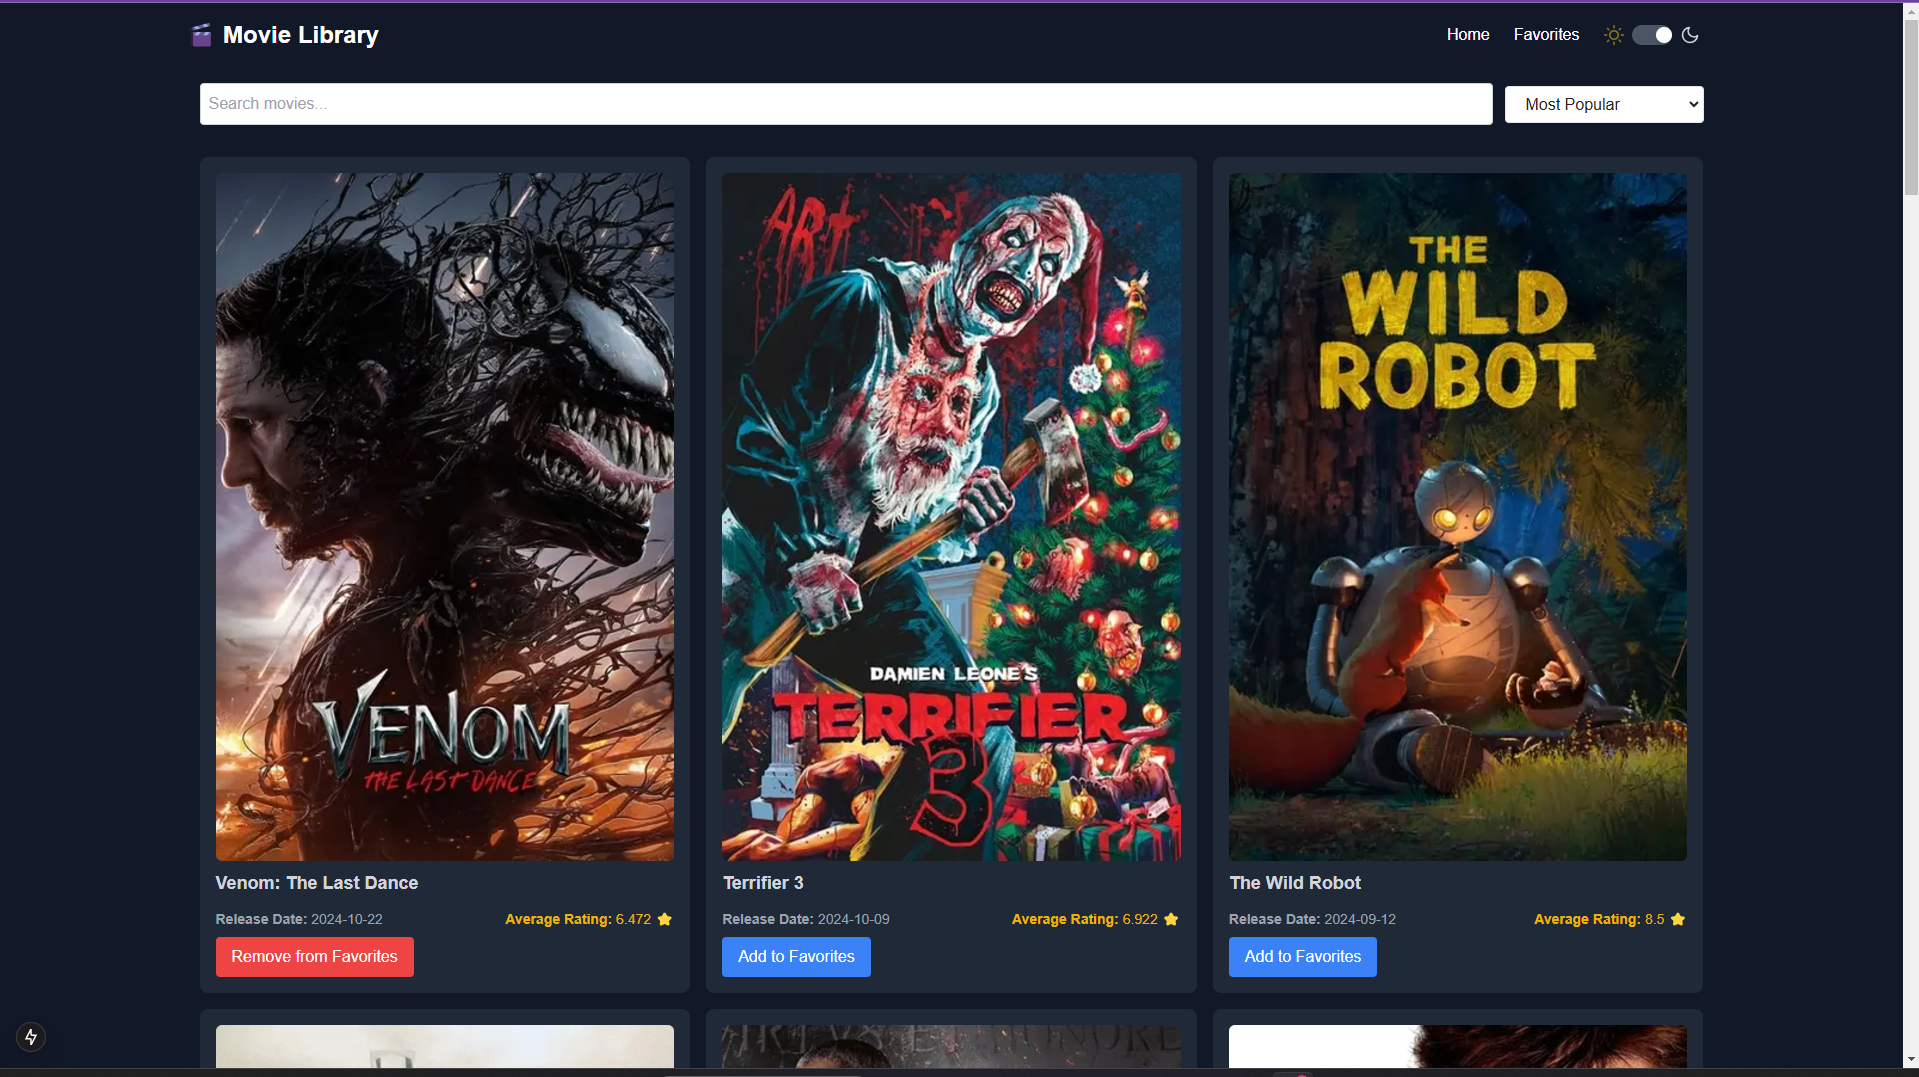 Movie Library
Home Favorites
Search movies...
Most Popular
VENOM
THE LAST DANCE
Venom: The Last Dance
Release Date: 2024-10-22 Average Rating: 6.472
Remove from Favorites
ART
DAMIEN LEONE'S
TERRIFIER
3
Terrifier 3
Release Date: 2024-10-09 Average Rating: 6.922
Add to Favorites
THE
WILD
ROBOT
The Wild Robot
Release Date: 2024-09-12 Average Rating: 8.5
Add to Favorites